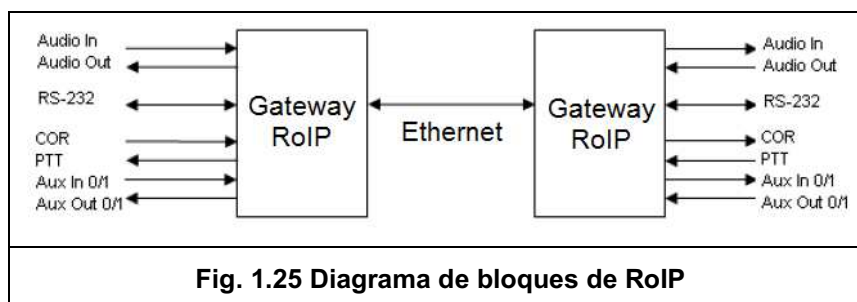 Audio In
Audio Out
RS-232
COR
PTT
Aux In 0/1
Aux Out 0/1
Gateway
RoIP
Ethernet
Gateway
RoIP
Audio In
Audio Out
RS-232
COR
PTT
Aux In 0/1
Aux Out 0/1
Fig. 1.25 Diagrama de bloques de RoIP